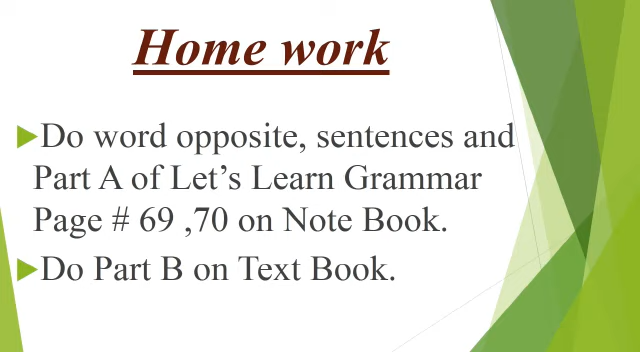 Home work
Do word opposite, sentences and
Part A of Let’s Learn Grammar
Page # 69 ,70 on Note Book.
Do Part B on Text Book.